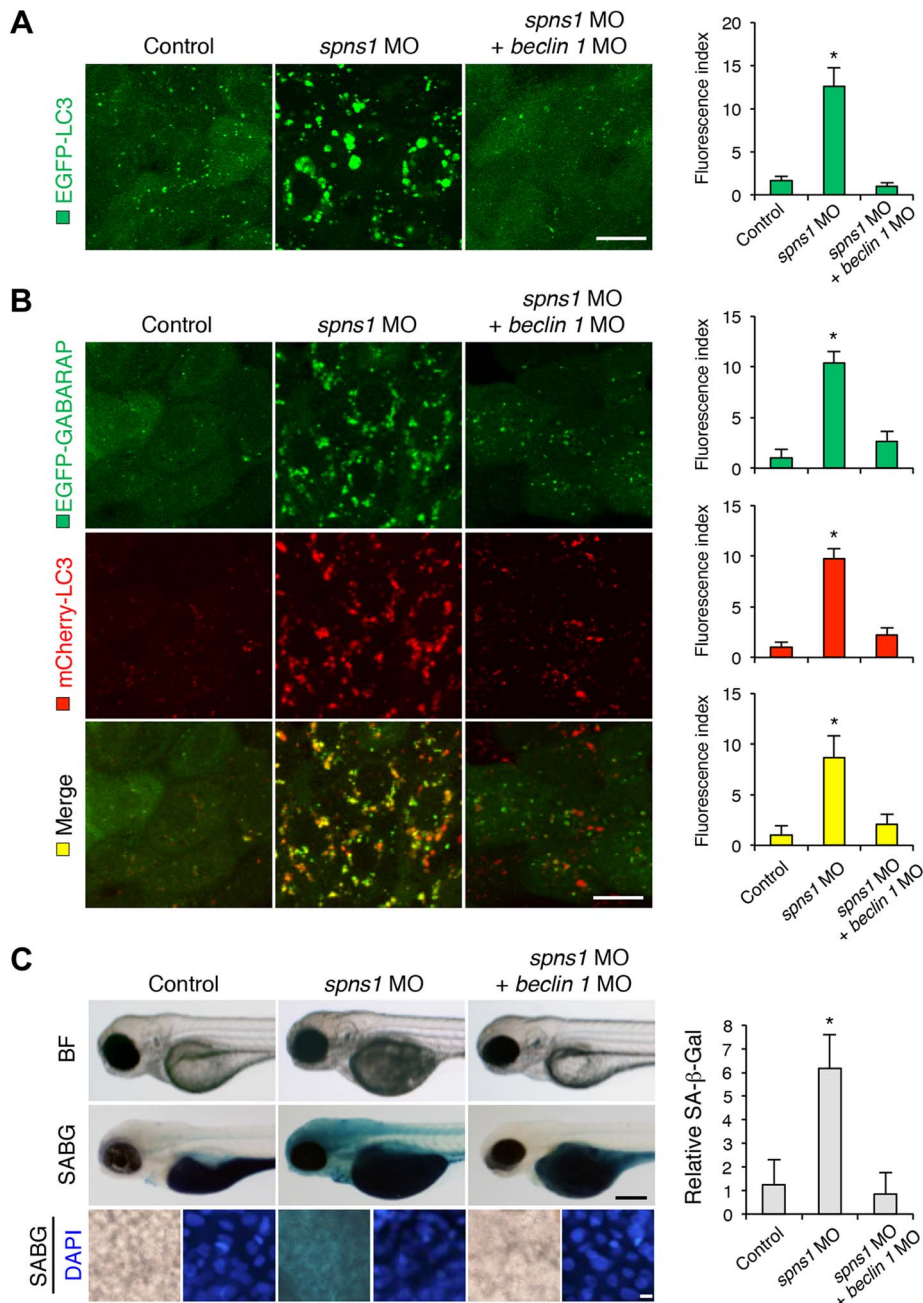 A
Control
spns1 MO
spns1 MO
+ beclin 1 MO
EGFP-LC3
Fluorescence index
20
15
10
5
0
*
Control
spns1 MO
spns1 MO
+ beclin 1 MO
B
Control
spns1 MO
spns1 MO
+ beclin 1 MO
EGFP-GABARAP
mCherry-LC3
Merge
Fluorescence index
15
10
5
0
*
Fluorescence index
15
10
5
0
*
Fluorescence index
15
10
5
0
*
Control
spns1 MO
spns1 MO
+ beclin 1 MO
C
Control
spns1 MO
spns1 MO
+ beclin 1 MO
BF
SABG
SABG
DAPI
Relative SA-β-Gal
8
7
6
5
4
3
2
1
0
*
Control
spns1 MO
spns1 MO
+ beclin 1 MO